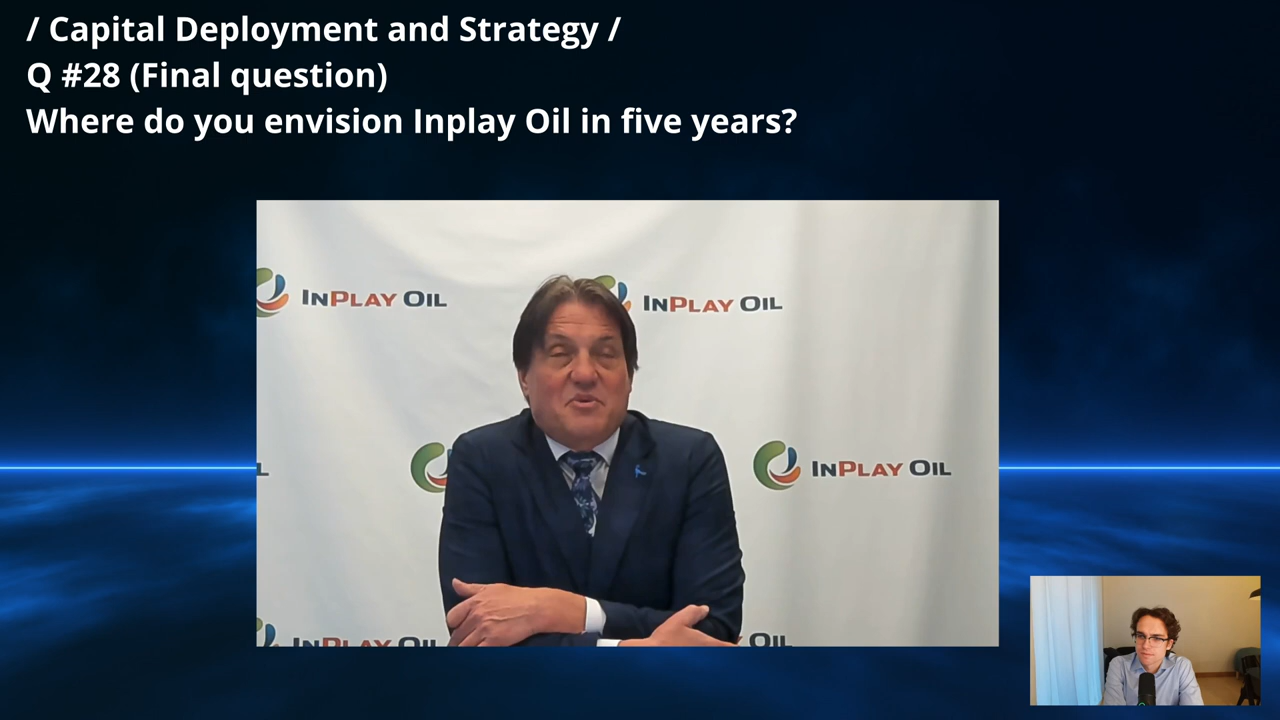 / Capital Deployment and Strategy /
Q #28 (Final question)
Where do you envision Inplay Oil in five years?
INPLAY OIL
INPLAY OIL
L
INPLAY OIL
INPLAY OIL
OIL